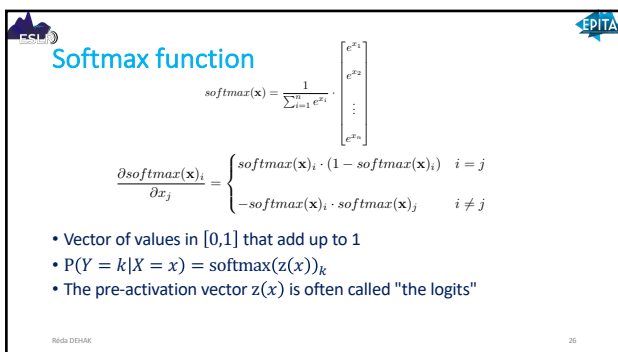 ESLR
EPITA
Softmax function
softmax(𝐱) = 1 / ∑ⁿᵢ₌₁ e^{x_i} · [e^{x_1} e^{x_2} ⋮ e^{x_n}]
∂softmax(𝐱)_i / ∂x_j = { softmax(𝐱)_i · (1 − softmax(𝐱)_i) i = j
−softmax(𝐱)_i · softmax(𝐱)_j i ≠ j
• Vector of values in [0,1] that add up to 1
• P(Y = k|X = x) = softmax(z(x))_k
• The pre-activation vector z(x) is often called "the logits"
Réda DEHAK
26